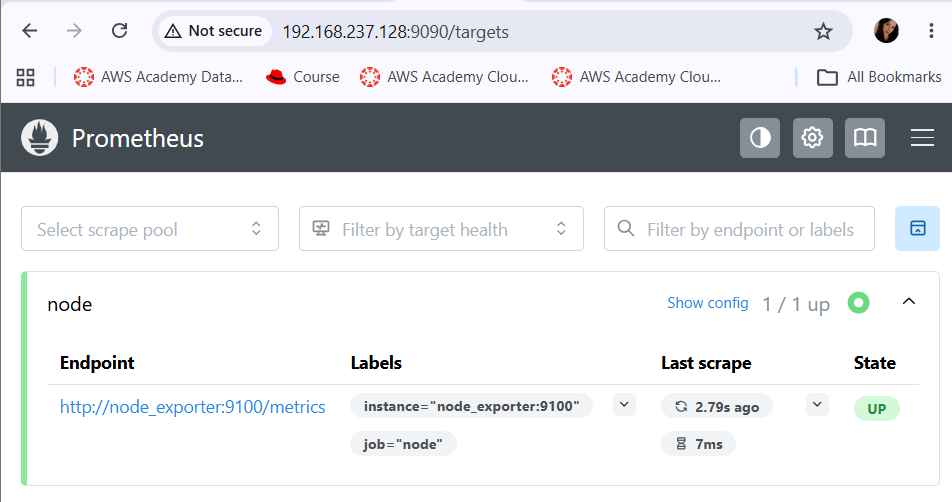 Not secure 192.168.237.128:9090/targets
AWS Academy Data... Course AWS Academy Clou... AWS Academy Clou... All Bookmarks
Prometheus
Select scrape pool Filter by target health Filter by endpoint or labels
node Show config 1 / 1 up
Endpoint Labels Last scrape State
http://node_exporter:9100/metrics instance="node_exporter:9100" 2.79s ago UP
job="node" 7ms